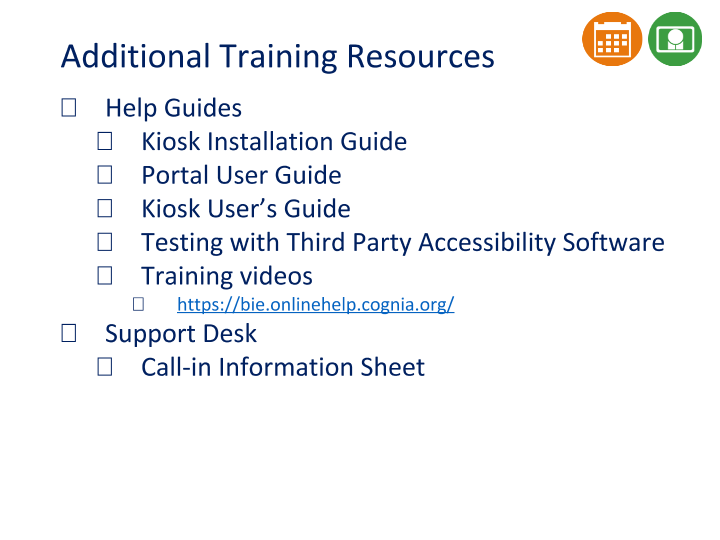 Additional Training Resources
Help Guides
Kiosk Installation Guide
Portal User Guide
Kiosk User’s Guide
Testing with Third Party Accessibility Software
Training videos
https://bie.onlinehelp.cognia.org/
Support Desk
Call-in Information Sheet